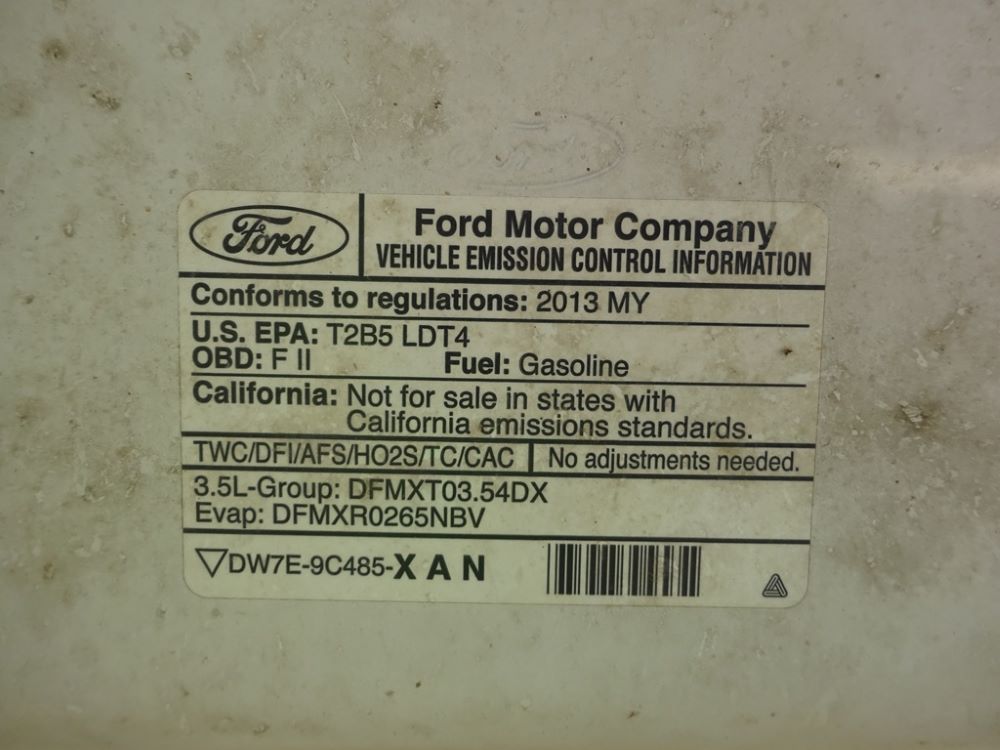 Ford
Ford Motor Company
VEHICLE EMISSION CONTROL INFORMATION
Conforms to regulations: 2013 MY
U.S. EPA: T2B5 LDT4
OBD: F II Fuel: Gasoline
California: Not for sale in states with
California emissions standards.
TWC/DFI/AFS/HO2S/TC/CAC No adjustments needed.
3.5L-Group: DFMXT03.54DX
Evap: DFMXR0265NBV
DW7E-9C485-X A N